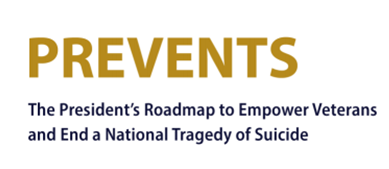 PREVENTS
The President’s Roadmap to Empower Veterans
and End a National Tragedy of Suicide